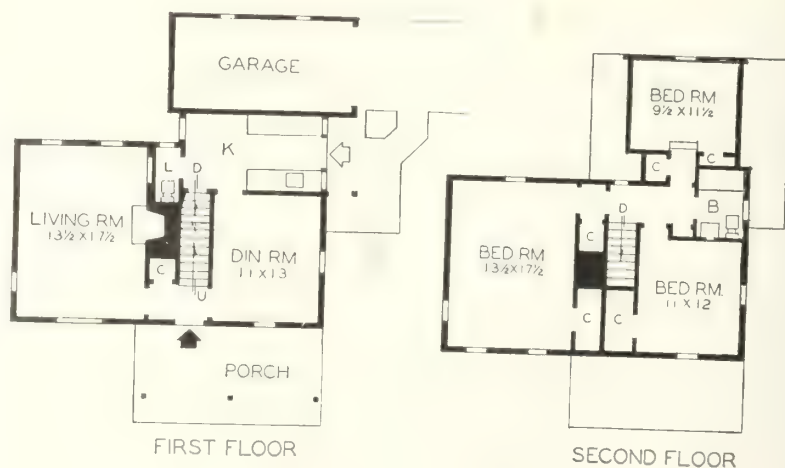 GARAGE
K
L
D
LIVING RM
13½ X 17½
DIN RM
11 X 13
C
U
PORCH
FIRST FLOOR
BED RM
9½ X 11½
C
C
B
D
BED RM
13½ X 17½
C
BED RM.
11 X 12
C
C
SECOND FLOOR